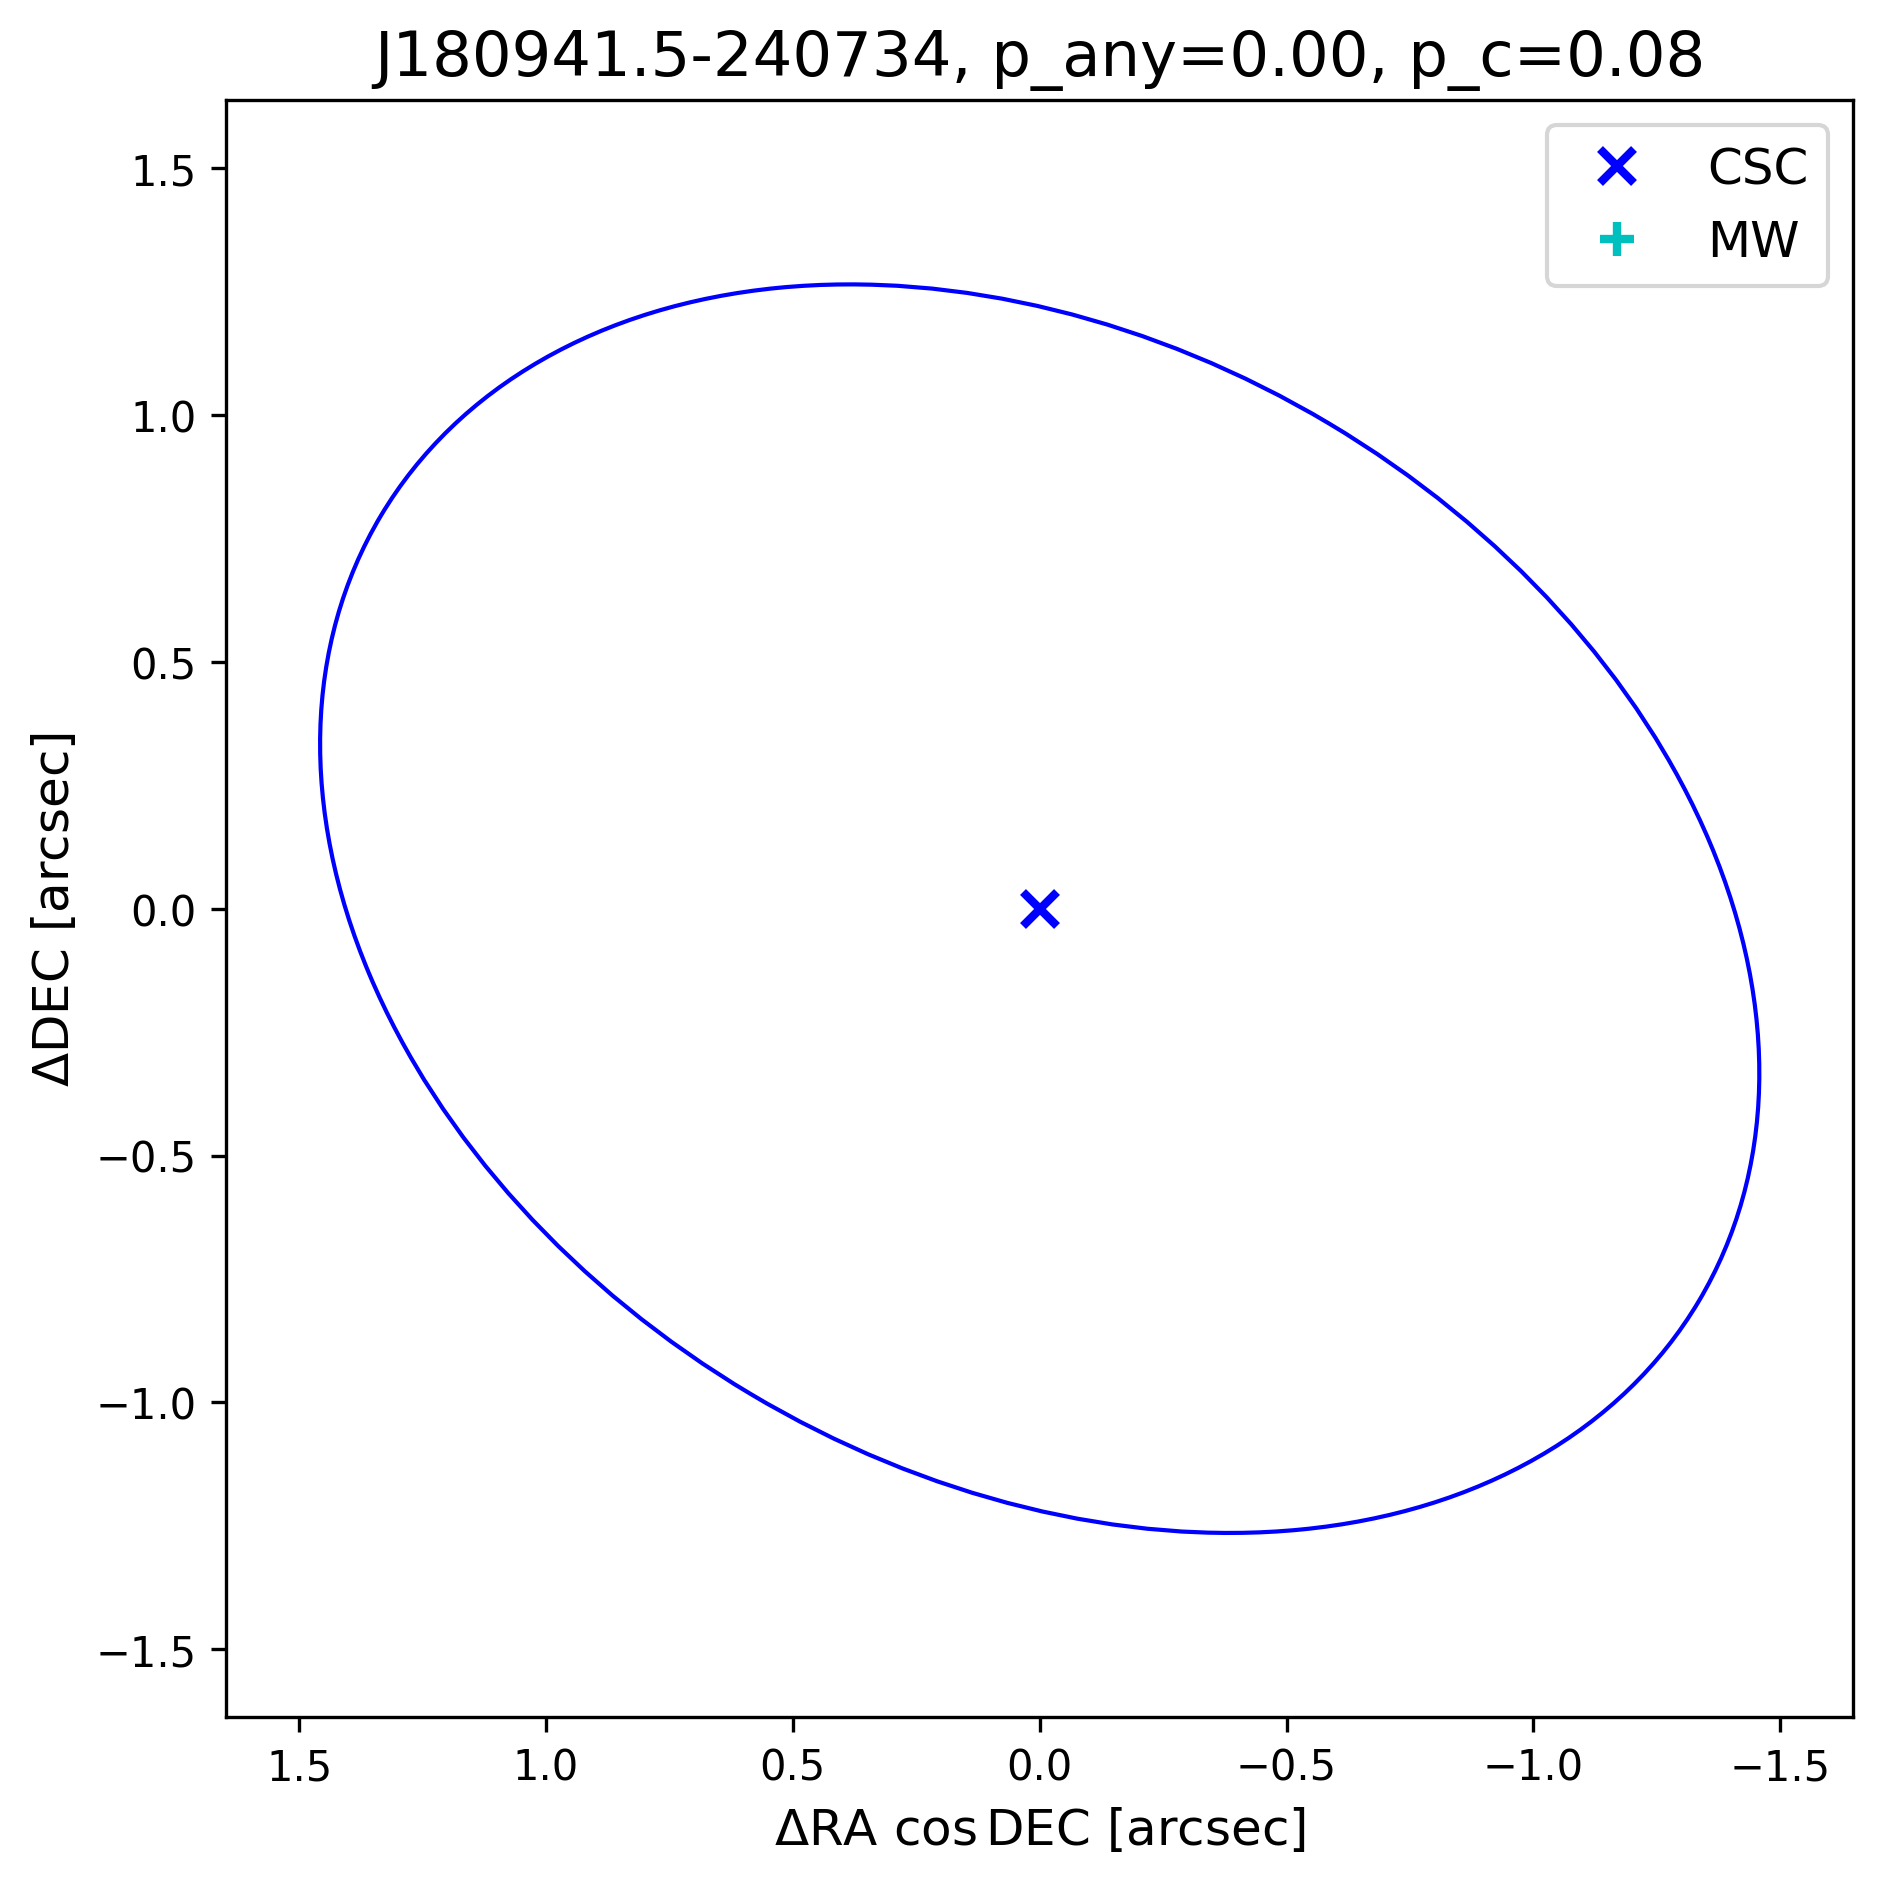 J180941.5-240734, p_any=0.00, p_c=0.08
CSC
MW
1.5
1.0
0.5
0.0
−0.5
−1.0
−1.5
ΔDEC [arcsec]
1.5 1.0 0.5 0.0 −0.5 −1.0 −1.5
ΔRA cos DEC [arcsec]